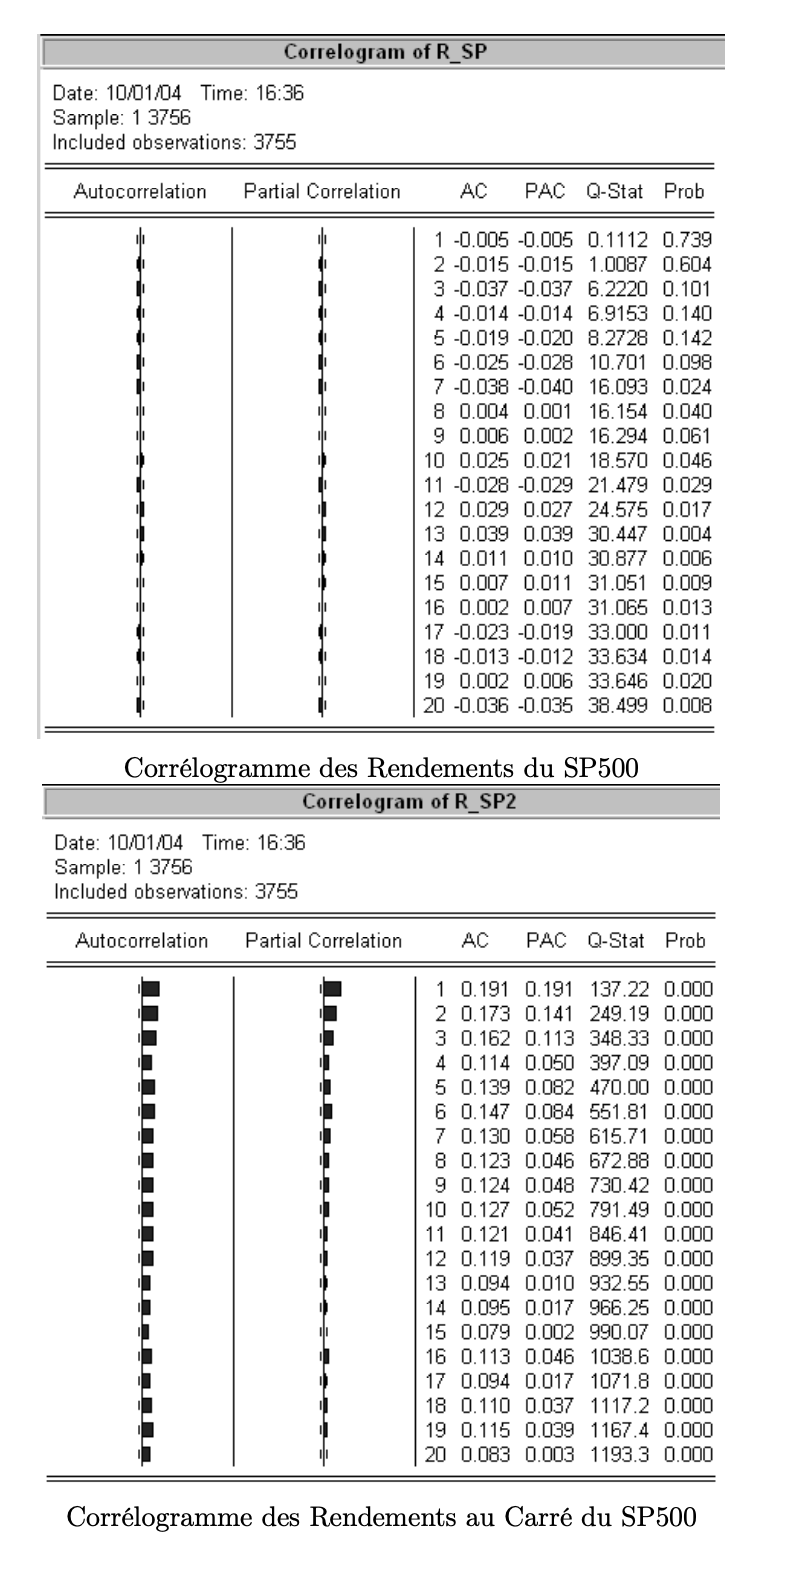 Correlogram of R_SP
Date: 10/01/04 Time: 16:36
Sample: 1 3756
Included observations: 3755
Autocorrelation Partial Correlation AC PAC Q-Stat Prob
1 -0.005 -0.005 0.1112 0.739
2 -0.015 -0.015 1.0087 0.604
3 -0.037 -0.037 6.2220 0.101
4 -0.014 -0.014 6.9153 0.140
5 -0.019 -0.020 8.2728 0.142
6 -0.025 -0.028 10.701 0.098
7 -0.038 -0.040 16.093 0.024
8 0.004 0.001 16.154 0.040
9 0.006 0.002 16.294 0.061
10 0.025 0.021 18.570 0.046
11 -0.028 -0.029 21.479 0.029
12 0.029 0.027 24.575 0.017
13 0.039 0.039 30.447 0.004
14 0.011 0.010 30.877 0.006
15 0.007 0.011 31.051 0.009
16 0.002 0.007 31.065 0.013
17 -0.023 -0.019 33.000 0.011
18 -0.013 -0.012 33.634 0.014
19 0.002 0.006 33.646 0.020
20 -0.036 -0.035 38.499 0.008
Corrélogramme des Rendements du SP500
Correlogram of R_SP2
Date: 10/01/04 Time: 16:36
Sample: 1 3756
Included observations: 3755
Autocorrelation Partial Correlation AC PAC Q-Stat Prob
1 0.191 0.191 137.22 0.000
2 0.173 0.141 249.19 0.000
3 0.162 0.113 348.33 0.000
4 0.114 0.050 397.09 0.000
5 0.139 0.082 470.00 0.000
6 0.147 0.084 551.81 0.000
7 0.130 0.058 615.71 0.000
8 0.123 0.046 672.88 0.000
9 0.124 0.048 730.42 0.000
10 0.127 0.052 791.49 0.000
11 0.121 0.041 846.41 0.000
12 0.119 0.037 899.35 0.000
13 0.094 0.010 932.55 0.000
14 0.095 0.017 966.25 0.000
15 0.079 0.002 990.07 0.000
16 0.113 0.046 1038.6 0.000
17 0.094 0.017 1071.8 0.000
18 0.110 0.037 1117.2 0.000
19 0.115 0.039 1167.4 0.000
20 0.083 0.003 1193.3 0.000
Corrélogramme des Rendements au Carré du SP500